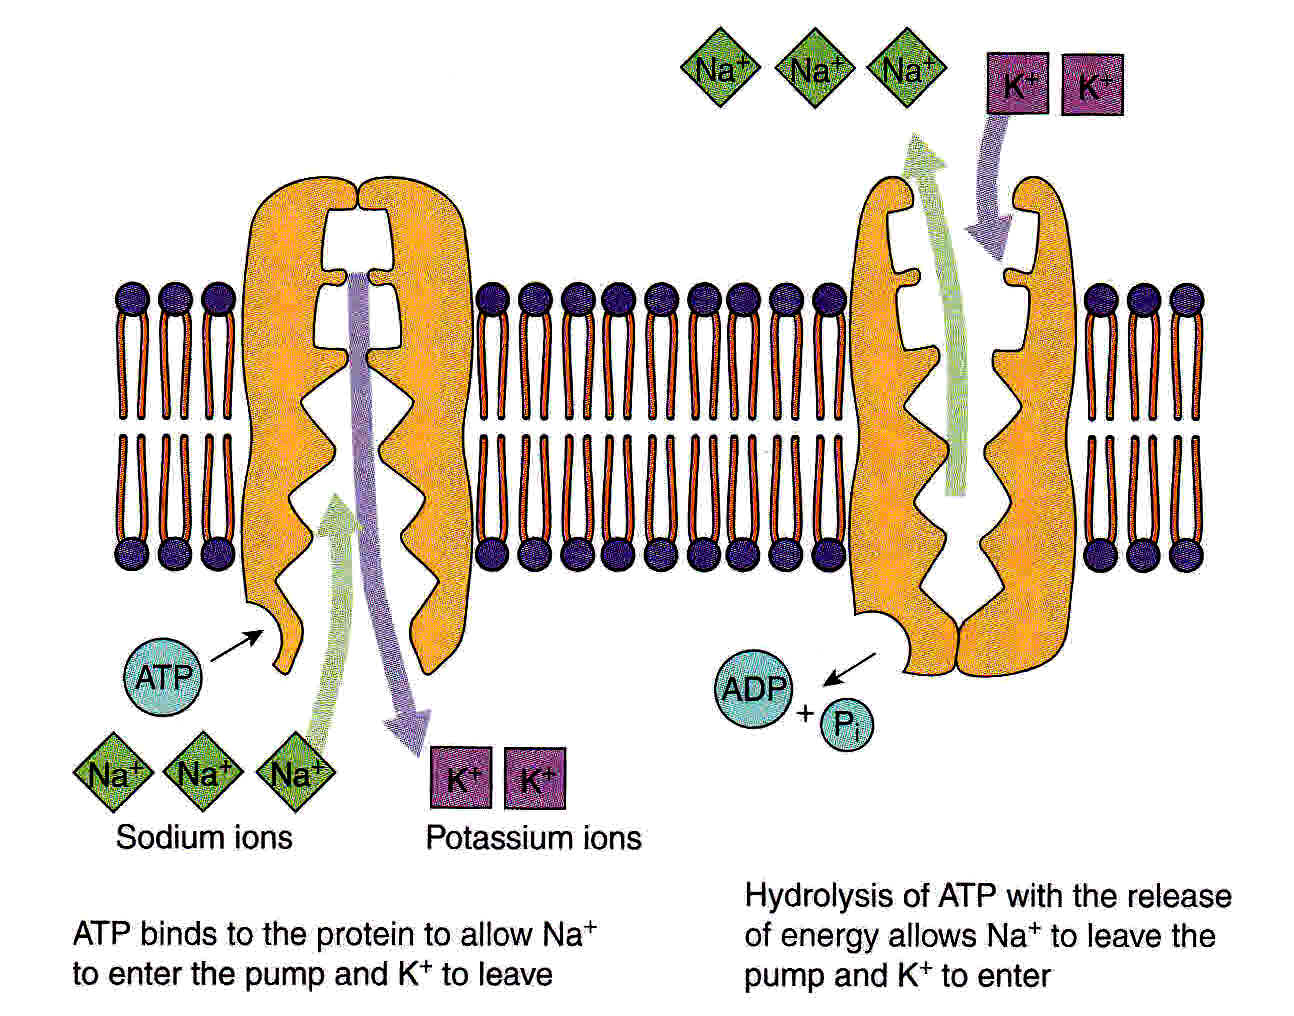 Na⁺ Na⁺ Na⁺ K⁺ K⁺
ATP
ADP + Pi
Na⁺ Na⁺ Na⁺ K⁺ K⁺
Sodium ions
Potassium ions
ATP binds to the protein to allow Na⁺
to enter the pump and K⁺ to leave
Hydrolysis of ATP with the release
of energy allows Na⁺ to leave the
pump and K⁺ to enter